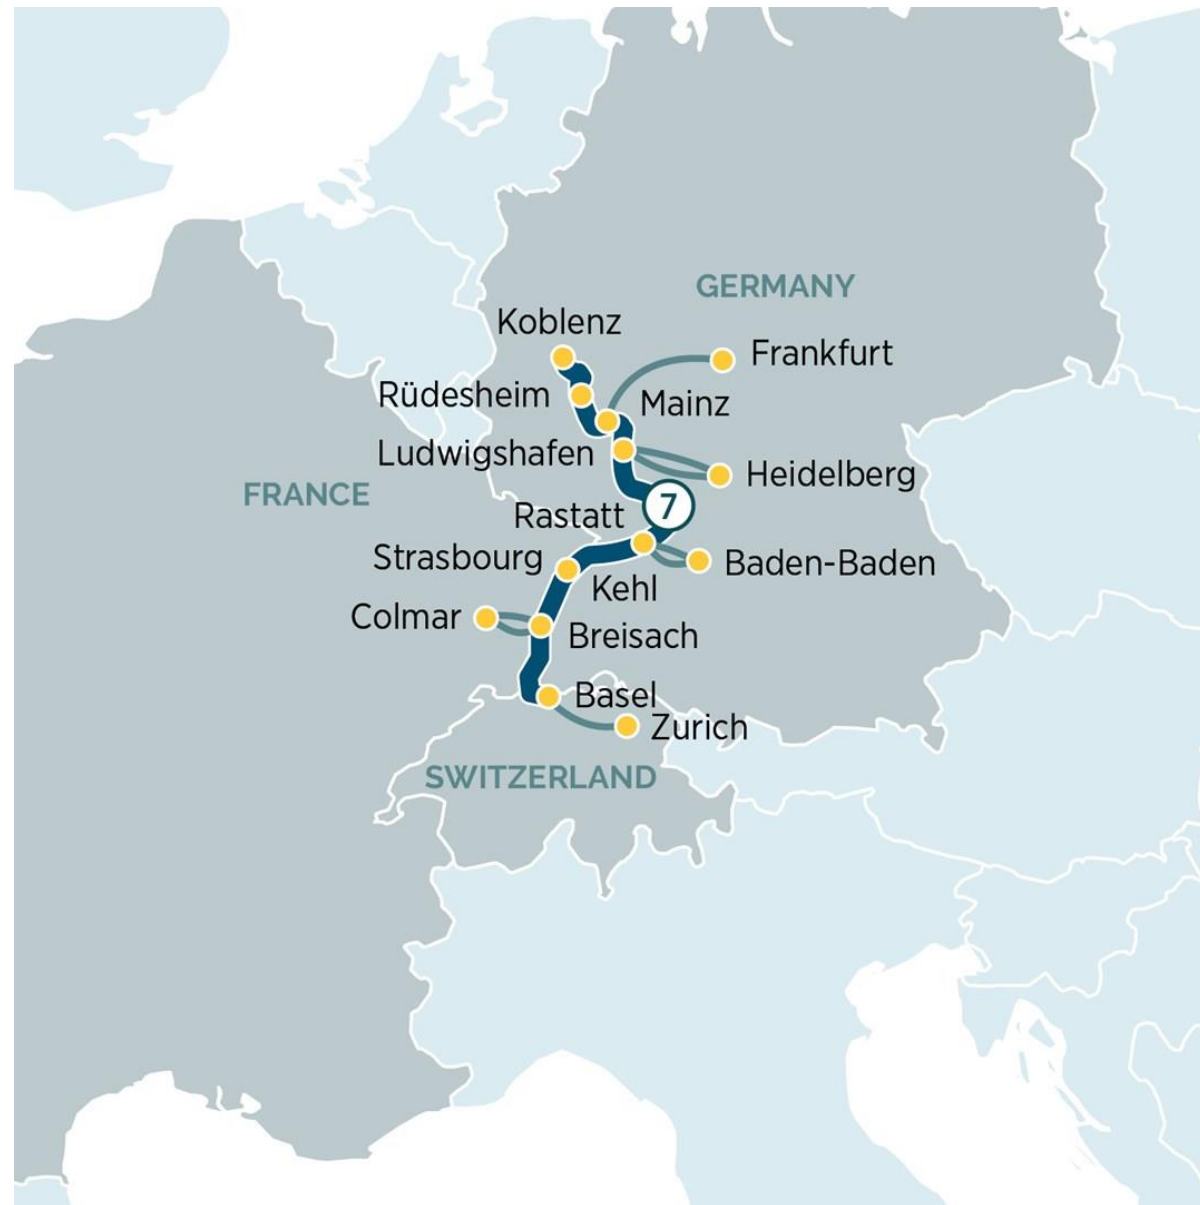 GERMANY
Koblenz
Frankfurt
Rüdesheim
Mainz
Ludwigshafen
Heidelberg
FRANCE
7
Rastatt
Strasbourg
Baden-Baden
Kehl
Colmar
Breisach
Basel
Zurich
SWITZERLAND